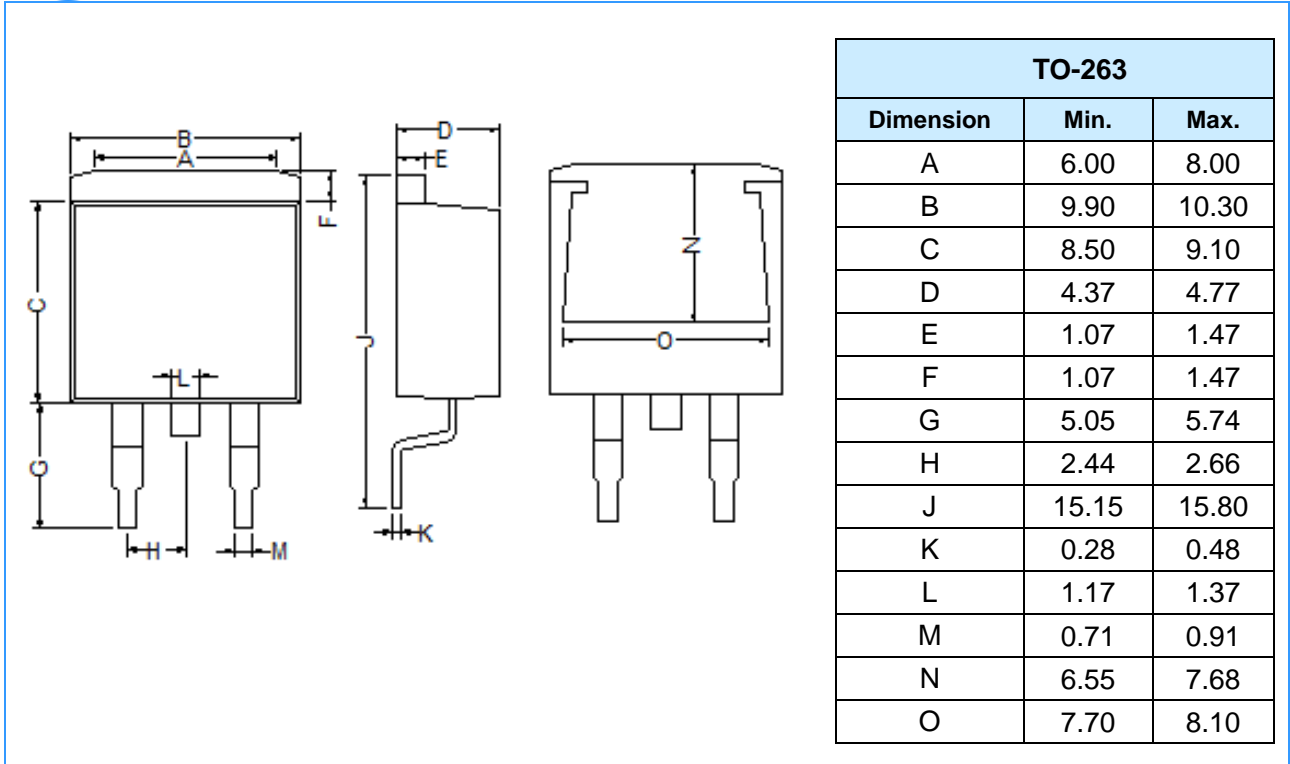 B
A
F
C
L
G
H
M
D
E
J
K
N
O
TO-263
Dimension Min. Max.
A 6.00 8.00
B 9.90 10.30
C 8.50 9.10
D 4.37 4.77
E 1.07 1.47
F 1.07 1.47
G 5.05 5.74
H 2.44 2.66
J 15.15 15.80
K 0.28 0.48
L 1.17 1.37
M 0.71 0.91
N 6.55 7.68
O 7.70 8.10